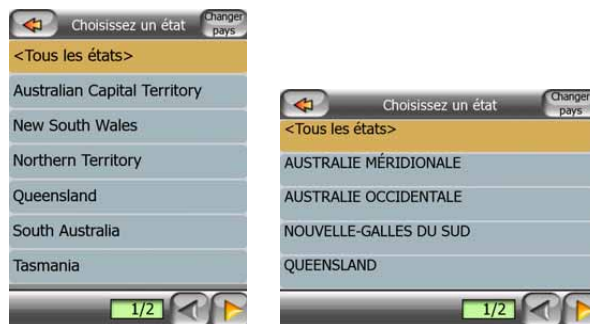 Choisissez un état
Changer
pays
<Tous les états>
Australian Capital Territory
New South Wales
Northern Territory
Queensland
South Australia
Tasmania
1/2
Choisissez un état
Changer
pays
<Tous les états>
AUSTRALIE MÉRIDIONALE
AUSTRALIE OCCIDENTALE
NOUVELLE-GALLES DU SUD
QUEENSLAND
1/2